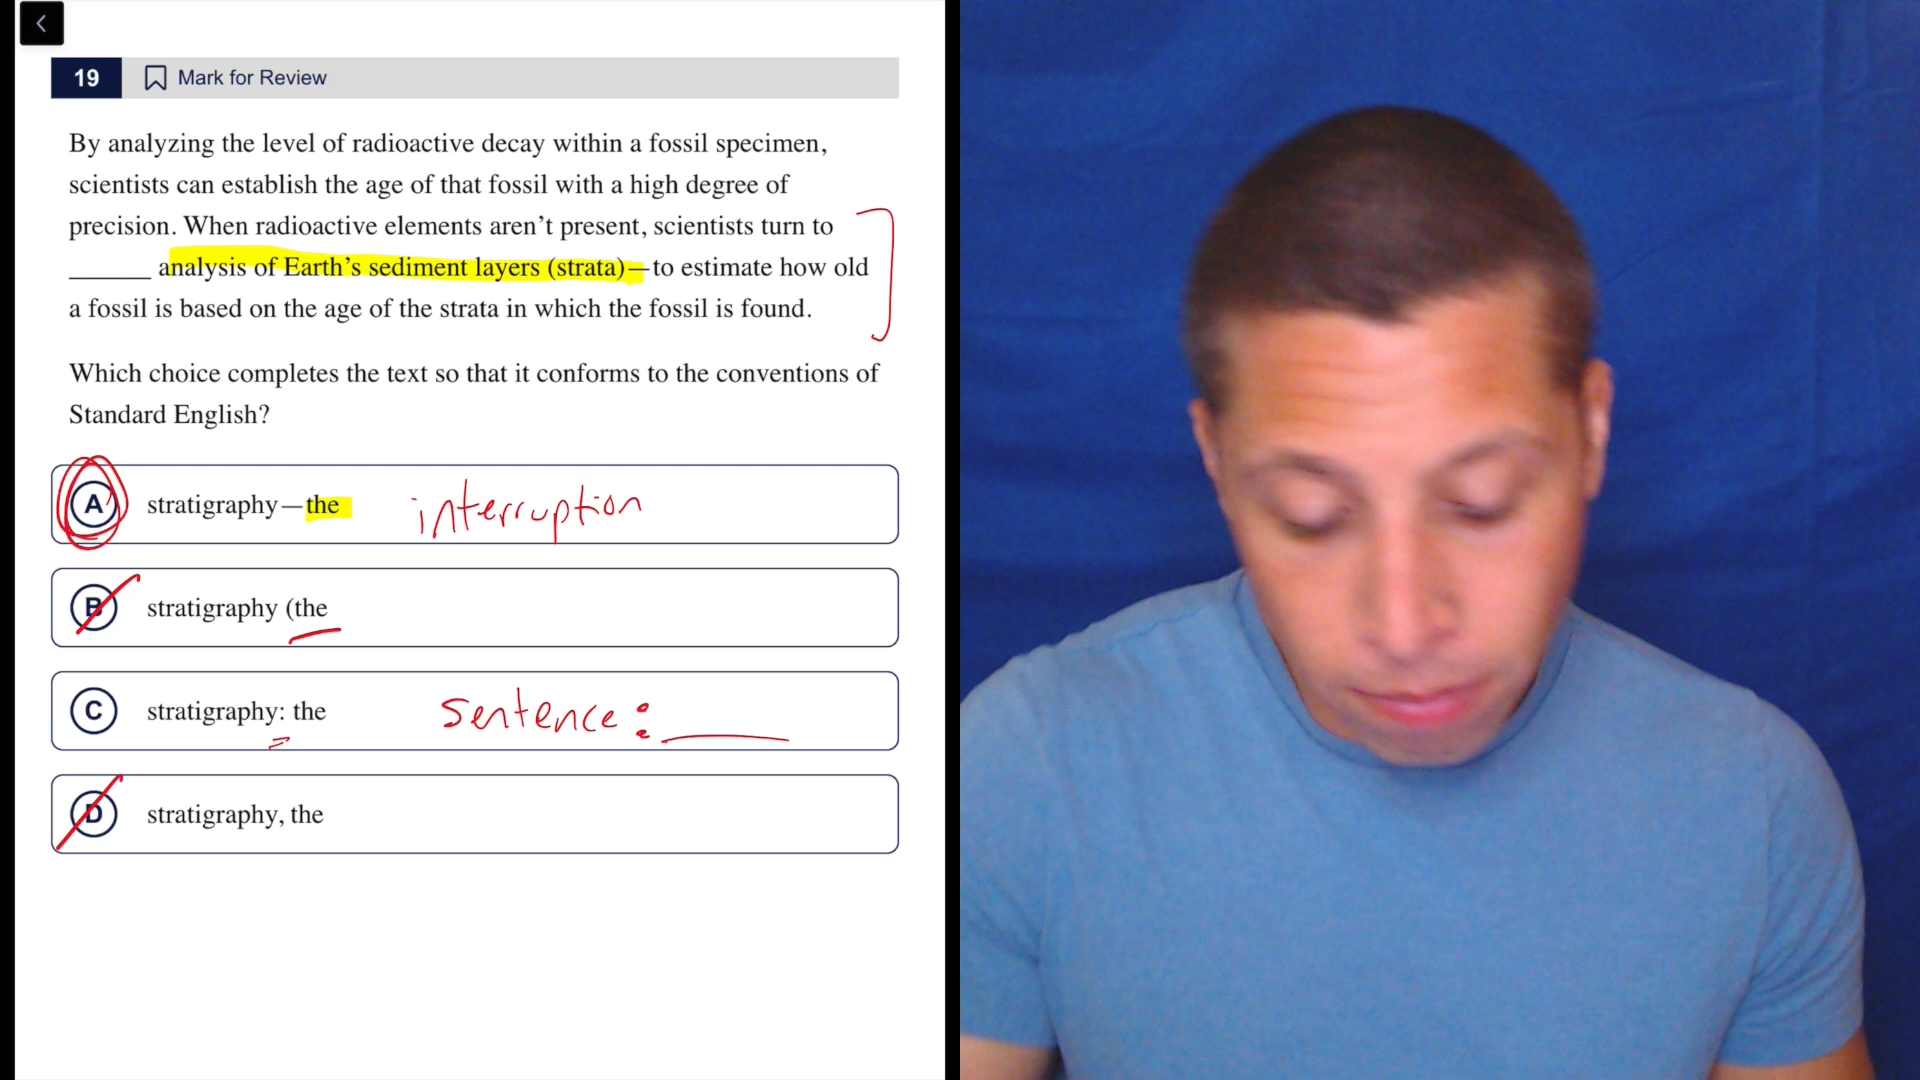 19 Mark for Review
By analyzing the level of radioactive decay within a fossil specimen,
scientists can establish the age of that fossil with a high degree of
precision. When radioactive elements aren't present, scientists turn to
______ analysis of Earth's sediment layers (strata)—to estimate how old
a fossil is based on the age of the strata in which the fossil is found.
Which choice completes the text so that it conforms to the conventions of
Standard English?
A stratigraphy—the interruption
B stratigraphy (the
C stratigraphy: the sentence: ______
D stratigraphy, the